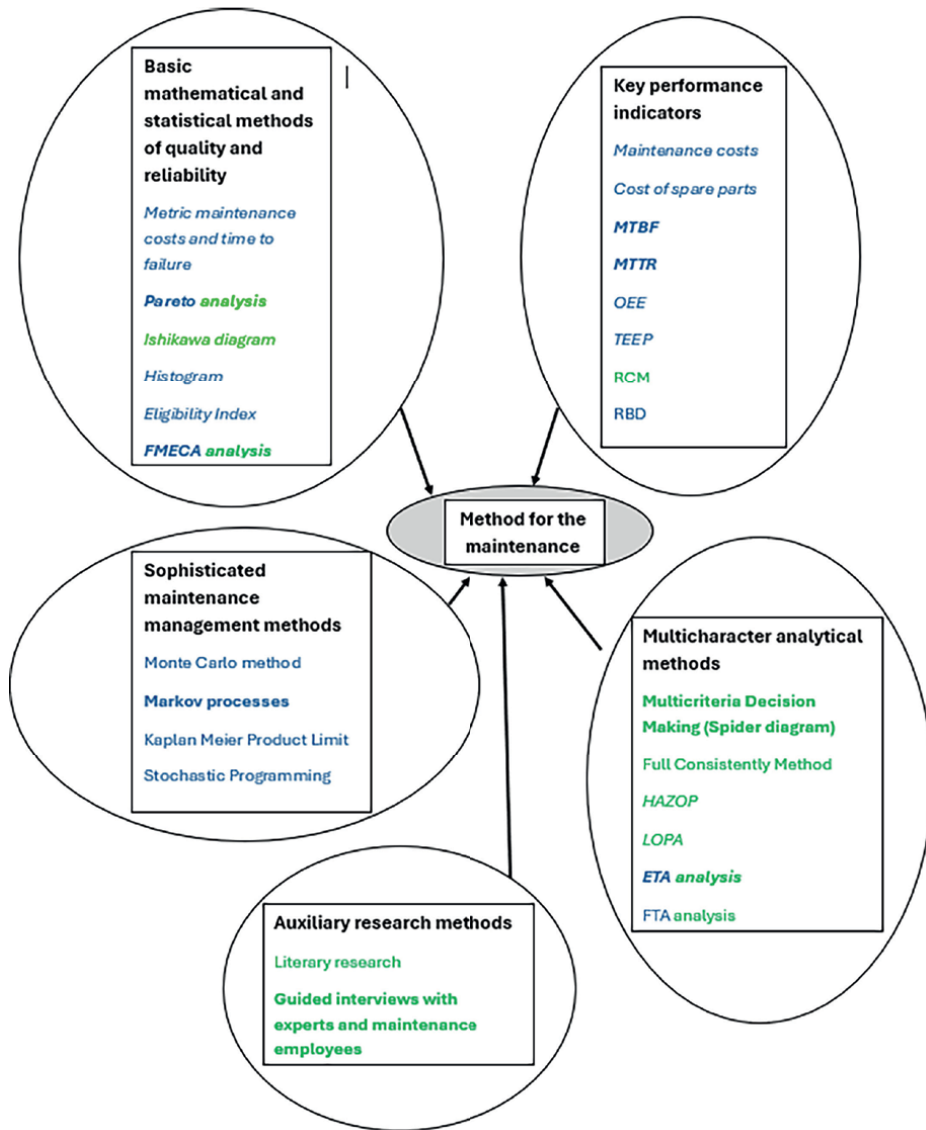 Basic
mathematical and
statistical methods
of quality and
reliability
Metric maintenance
costs and time to
failure
Pareto analysis
Ishikawa diagram
Histogram
Eligibility Index
FMECA analysis
Key performance
indicators
Maintenance costs
Cost of spare parts
MTBF
MTTR
OEE
TEEP
RCM
RBD
Method for the
maintenance
Sophisticated
maintenance
management methods
Monte Carlo method
Markov processes
Kaplan Meier Product Limit
Stochastic Programming
Multicharacter analytical
methods
Multicriteria Decision
Making (Spider diagram)
Full Consistently Method
HAZOP
LOPA
ETA analysis
FTA analysis
Auxiliary research methods
Literary research
Guided interviews with
experts and maintenance
employees